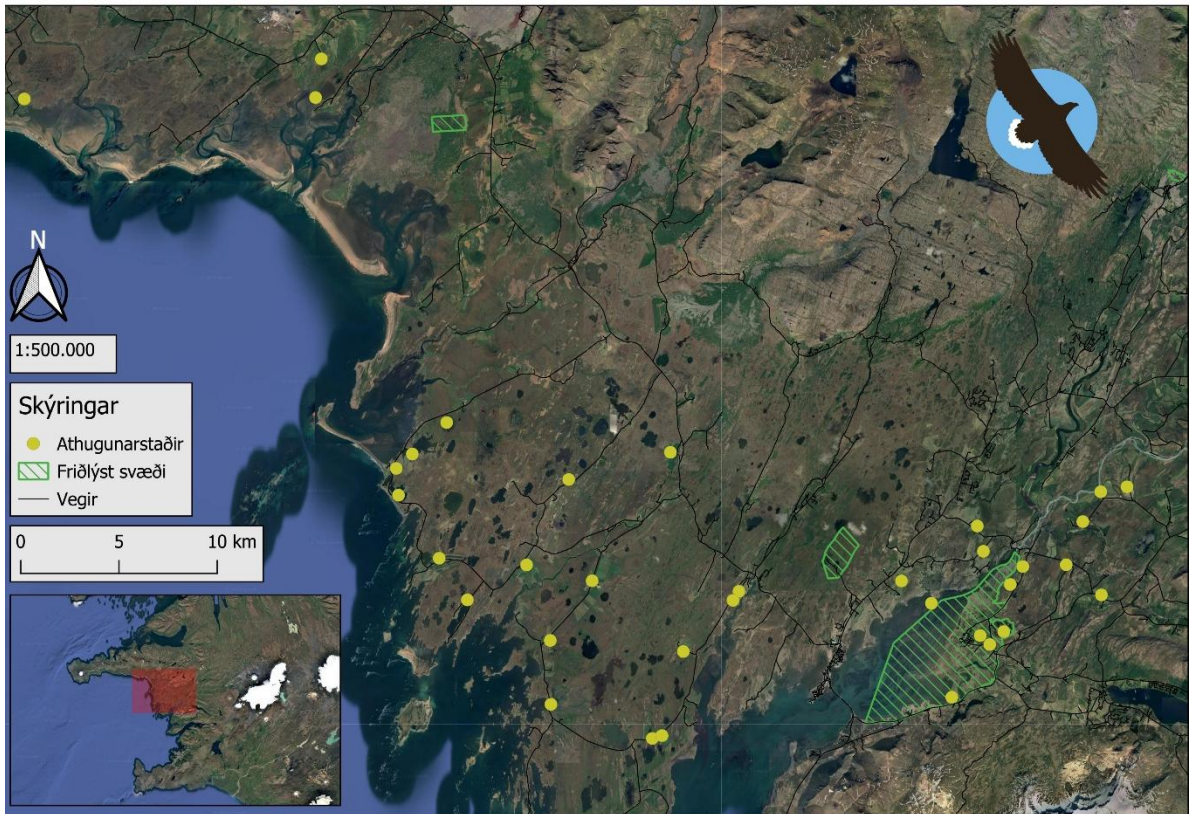 N
1:500.000
Skýringar
Athugunarstaðir
Friðlýst svæði
Vegir
0 5 10 km